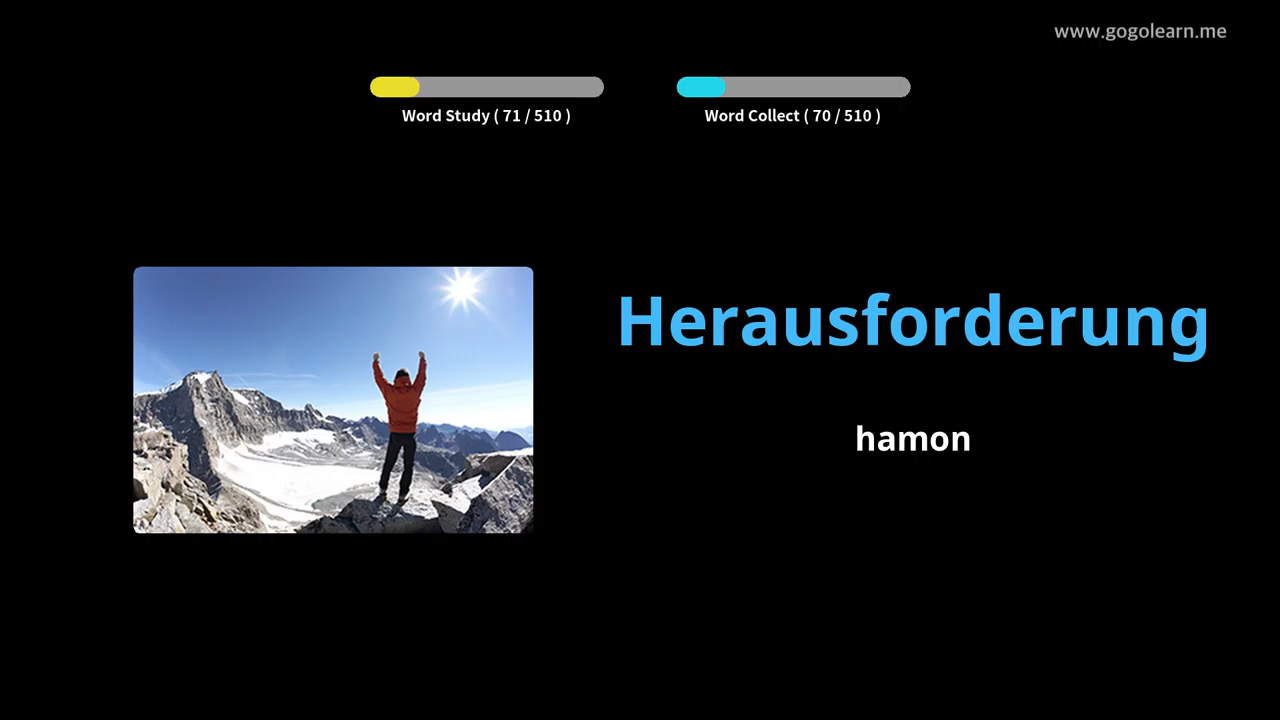 www.gogolearn.me
Word Study ( 71 / 510 )
Word Collect ( 70 / 510 )
Herausforderung
hamon